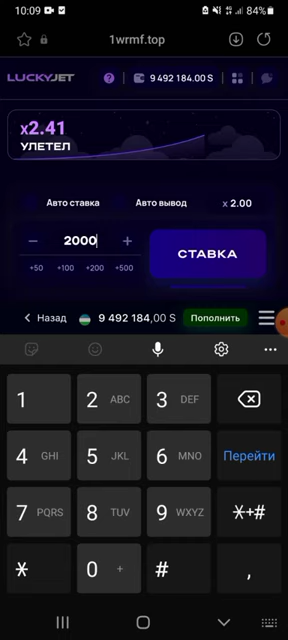 10:09
84%
1wrmf.top
LUCKYJET
?
9 492 184.00 S
x2.41
УЛЕТЕЛ
Авто ставка
Авто вывод
x 2.00
− 2000 +
+50 +100 +200 +500
СТАВКА
Назад
9 492 184,00 S
Пополнить
1
2 ABC
3 DEF
4 GHI
5 JKL
6 MNO
Перейти
7 PQRS
8 TUV
9 WXYZ
*+#
*
0 +
#
,